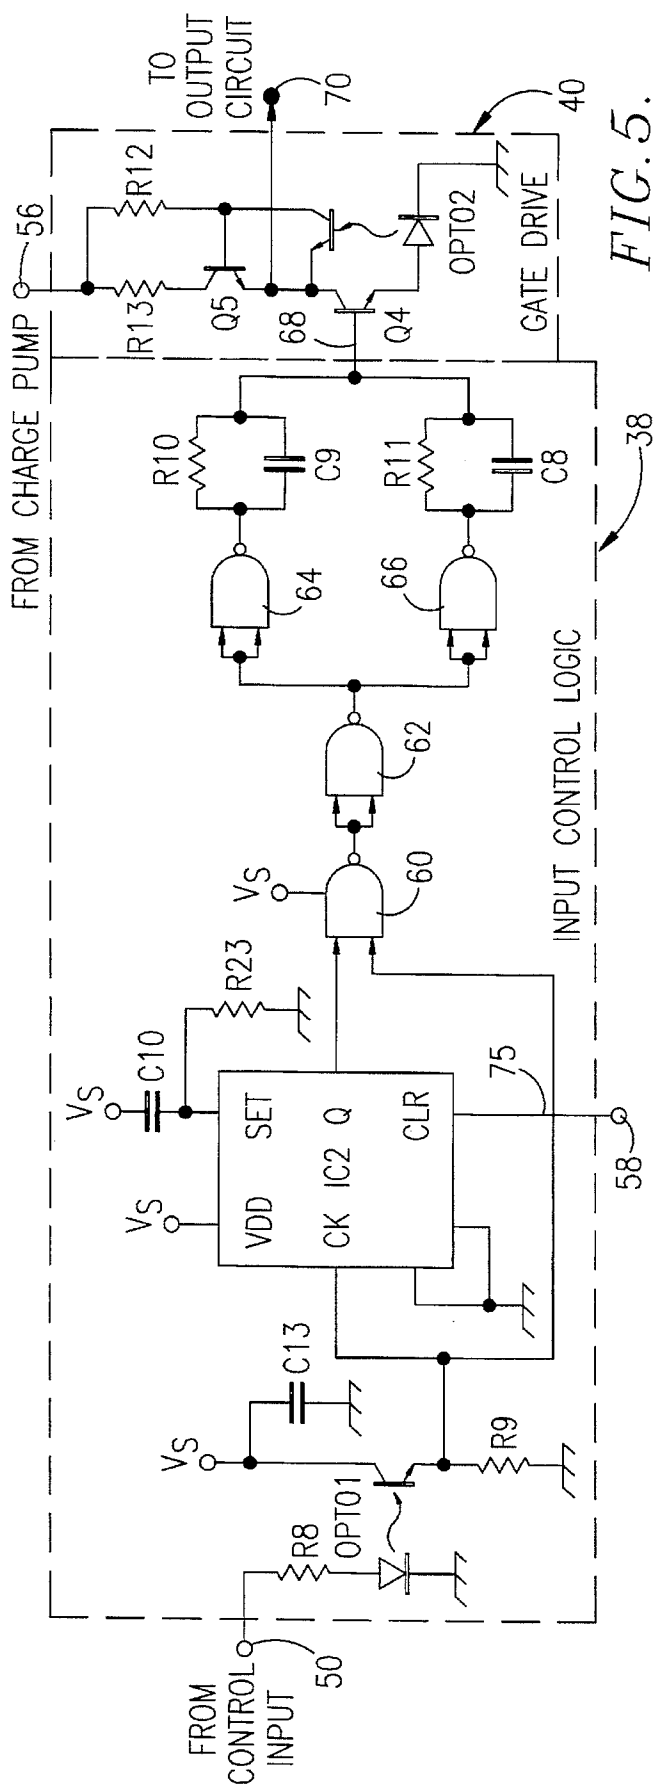 FROM CONTROL INPUT
50
R8
OPTO1
VS
C13
R9
VS
VS
C10
R23
VDD
SET
CK
IC2
Q
CLR
75
58
VS
60
62
64
66
R10
C9
R11
C8
INPUT CONTROL LOGIC
38
FROM CHARGE PUMP
56
R12
R13
Q5
68
Q4
OPTO2
GATE DRIVE
40
TO OUTPUT CIRCUIT
70
FIG. 5.